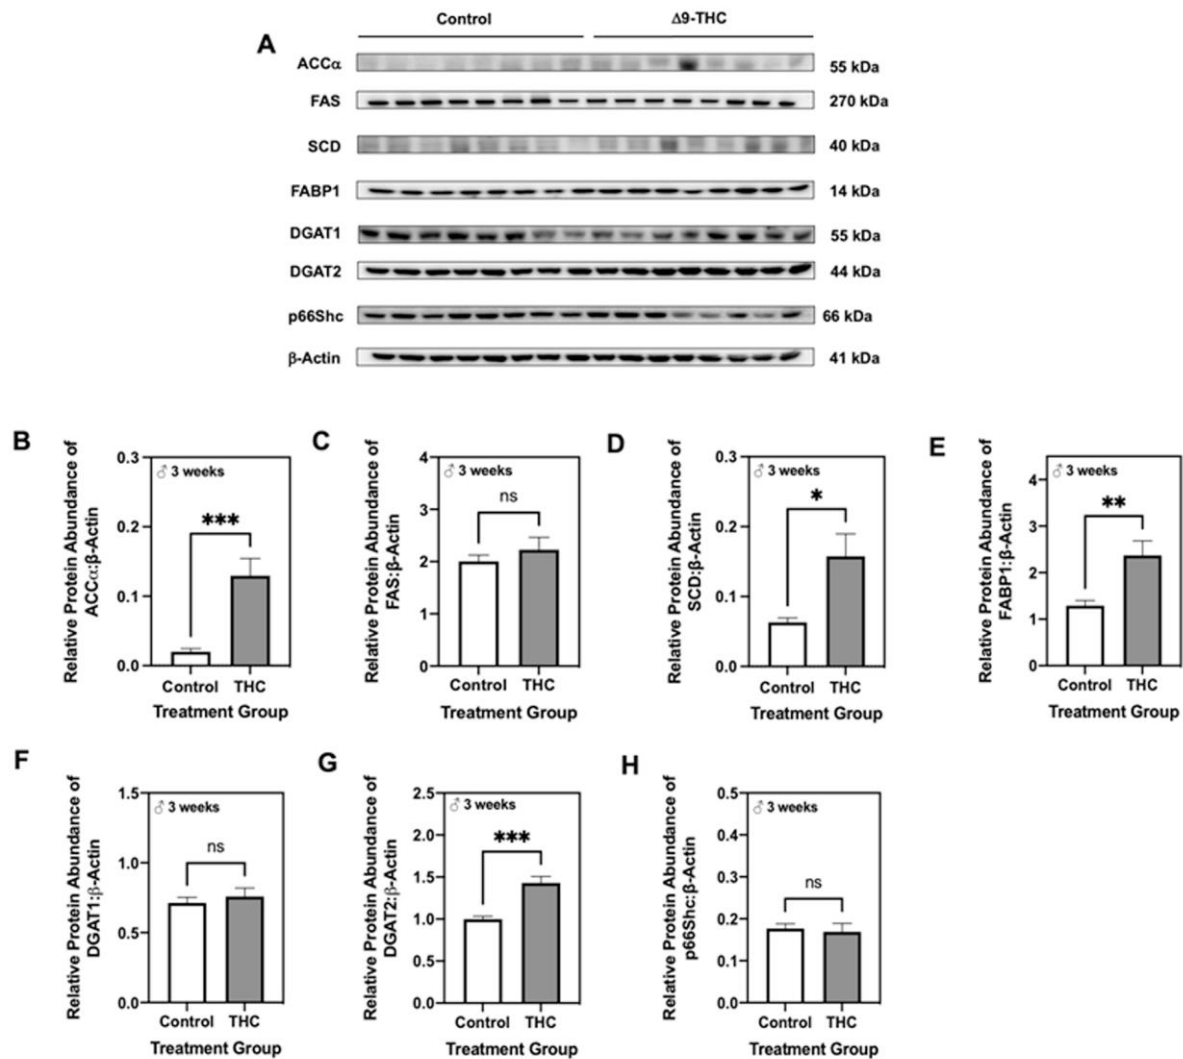 Control Δ9-THC
A
ACCα 55 kDa
FAS 270 kDa
SCD 40 kDa
FABP1 14 kDa
DGAT1 55 kDa
DGAT2 44 kDa
p66Shc 66 kDa
β-Actin 41 kDa
B
Relative Protein Abundance of
ACCα:β-Actin
0.3
0.2
0.1
0.0
♂ 3 weeks
***
Control THC
Treatment Group
C
Relative Protein Abundance of
FAS:β-Actin
4
3
2
1
0
♂ 3 weeks
ns
Control THC
Treatment Group
D
Relative Protein Abundance of
SCD:β-Actin
0.3
0.2
0.1
0.0
♂ 3 weeks
*
Control THC
Treatment Group
E
Relative Protein Abundance of
FABP1:β-Actin
4
3
2
1
0
♂ 3 weeks
**
Control THC
Treatment Group
F
Relative Protein Abundance of
DGAT1:β-Actin
1.5
1.0
0.5
0.0
♂ 3 weeks
ns
Control THC
Treatment Group
G
Relative Protein Abundance of
DGAT2:β-Actin
2.5
2.0
1.5
1.0
0.5
0.0
♂ 3 weeks
***
Control THC
Treatment Group
H
Relative Protein Abundance of
p66Shc:β-Actin
0.5
0.4
0.3
0.2
0.1
0.0
♂ 3 weeks
ns
Control THC
Treatment Group